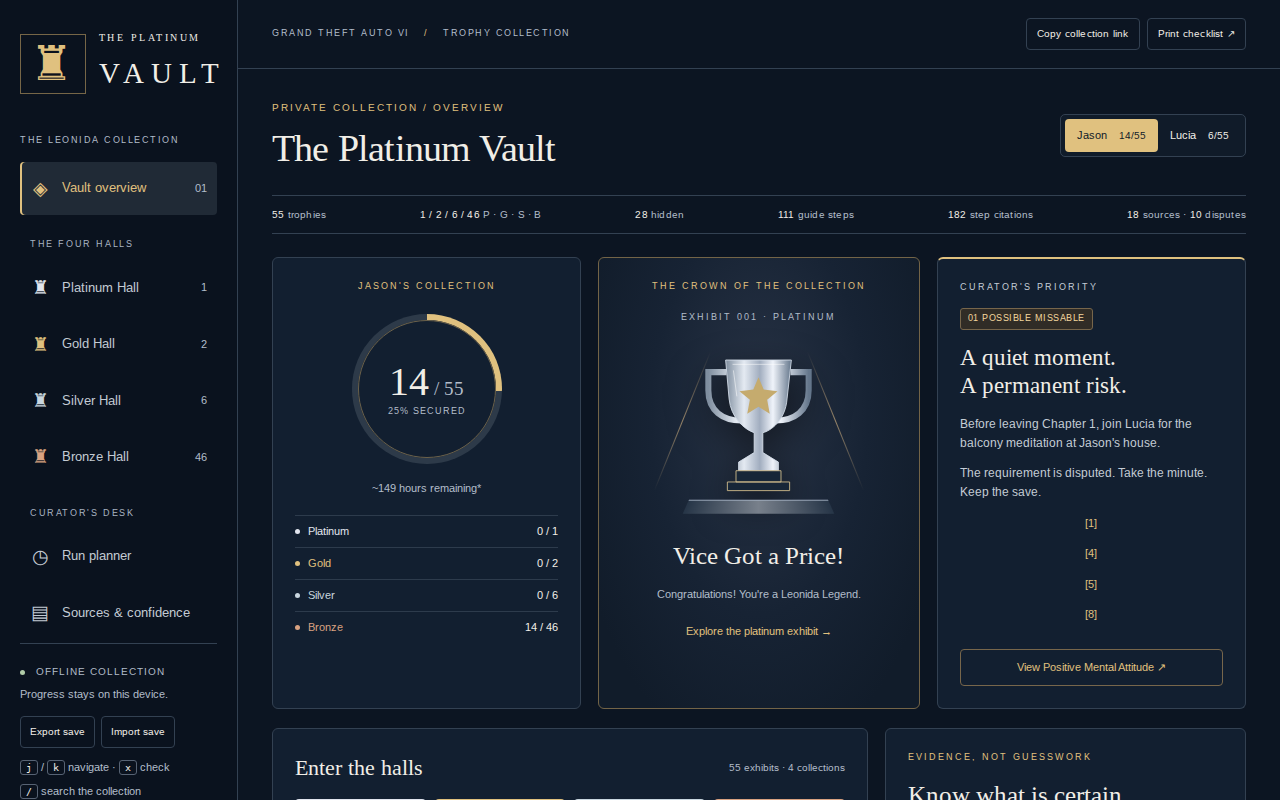 THE PLATINUM
VAULT
THE LEONIDA COLLECTION
Vault overview 01
THE FOUR HALLS
Platinum Hall 1
Gold Hall 2
Silver Hall 6
Bronze Hall 46
CURATOR'S DESK
Run planner
Sources & confidence
OFFLINE COLLECTION
Progress stays on this device.
Export save Import save
j / k navigate · x check
/ search the collection
GRAND THEFT AUTO VI / TROPHY COLLECTION
Copy collection link Print checklist ↗
PRIVATE COLLECTION / OVERVIEW
The Platinum Vault
Jason 14/55 Lucia 6/55
55 trophies 1 / 2 / 6 / 46 P · G · S · B 28 hidden 111 guide steps 182 step citations 18 sources · 10 disputes
JASON'S COLLECTION
14 / 55
25% SECURED
~149 hours remaining*
Platinum 0 / 1
Gold 0 / 2
Silver 0 / 6
Bronze 14 / 46
THE CROWN OF THE COLLECTION
EXHIBIT 001 · PLATINUM
Vice Got a Price!
Congratulations! You're a Leonida Legend.
Explore the platinum exhibit →
CURATOR'S PRIORITY
01 POSSIBLE MISSABLE
A quiet moment.
A permanent risk.
Before leaving Chapter 1, join Lucia for the
balcony meditation at Jason's house.
The requirement is disputed. Take the minute.
Keep the save.
[1]
[4]
[5]
[8]
View Positive Mental Attitude ↗
Enter the halls
55 exhibits · 4 collections
EVIDENCE, NOT GUESSWORK
Know what is certain